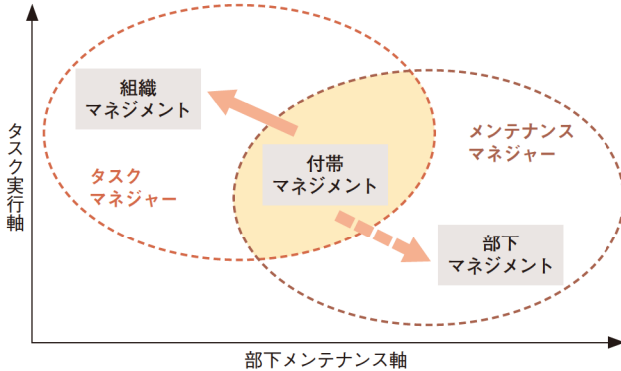 組織
マネジメント
タスク
マネジャー
付帯
マネジメント
メンテナンス
マネジャー
部下
マネジメント
タスク実行軸
部下メンテナンス軸